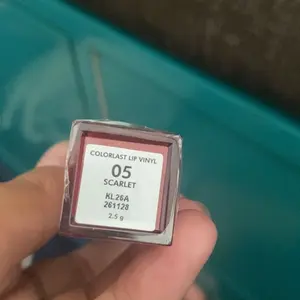 COLORLAST LIP VINYL
05
SCARLET
KL26A
261128
2.5 g